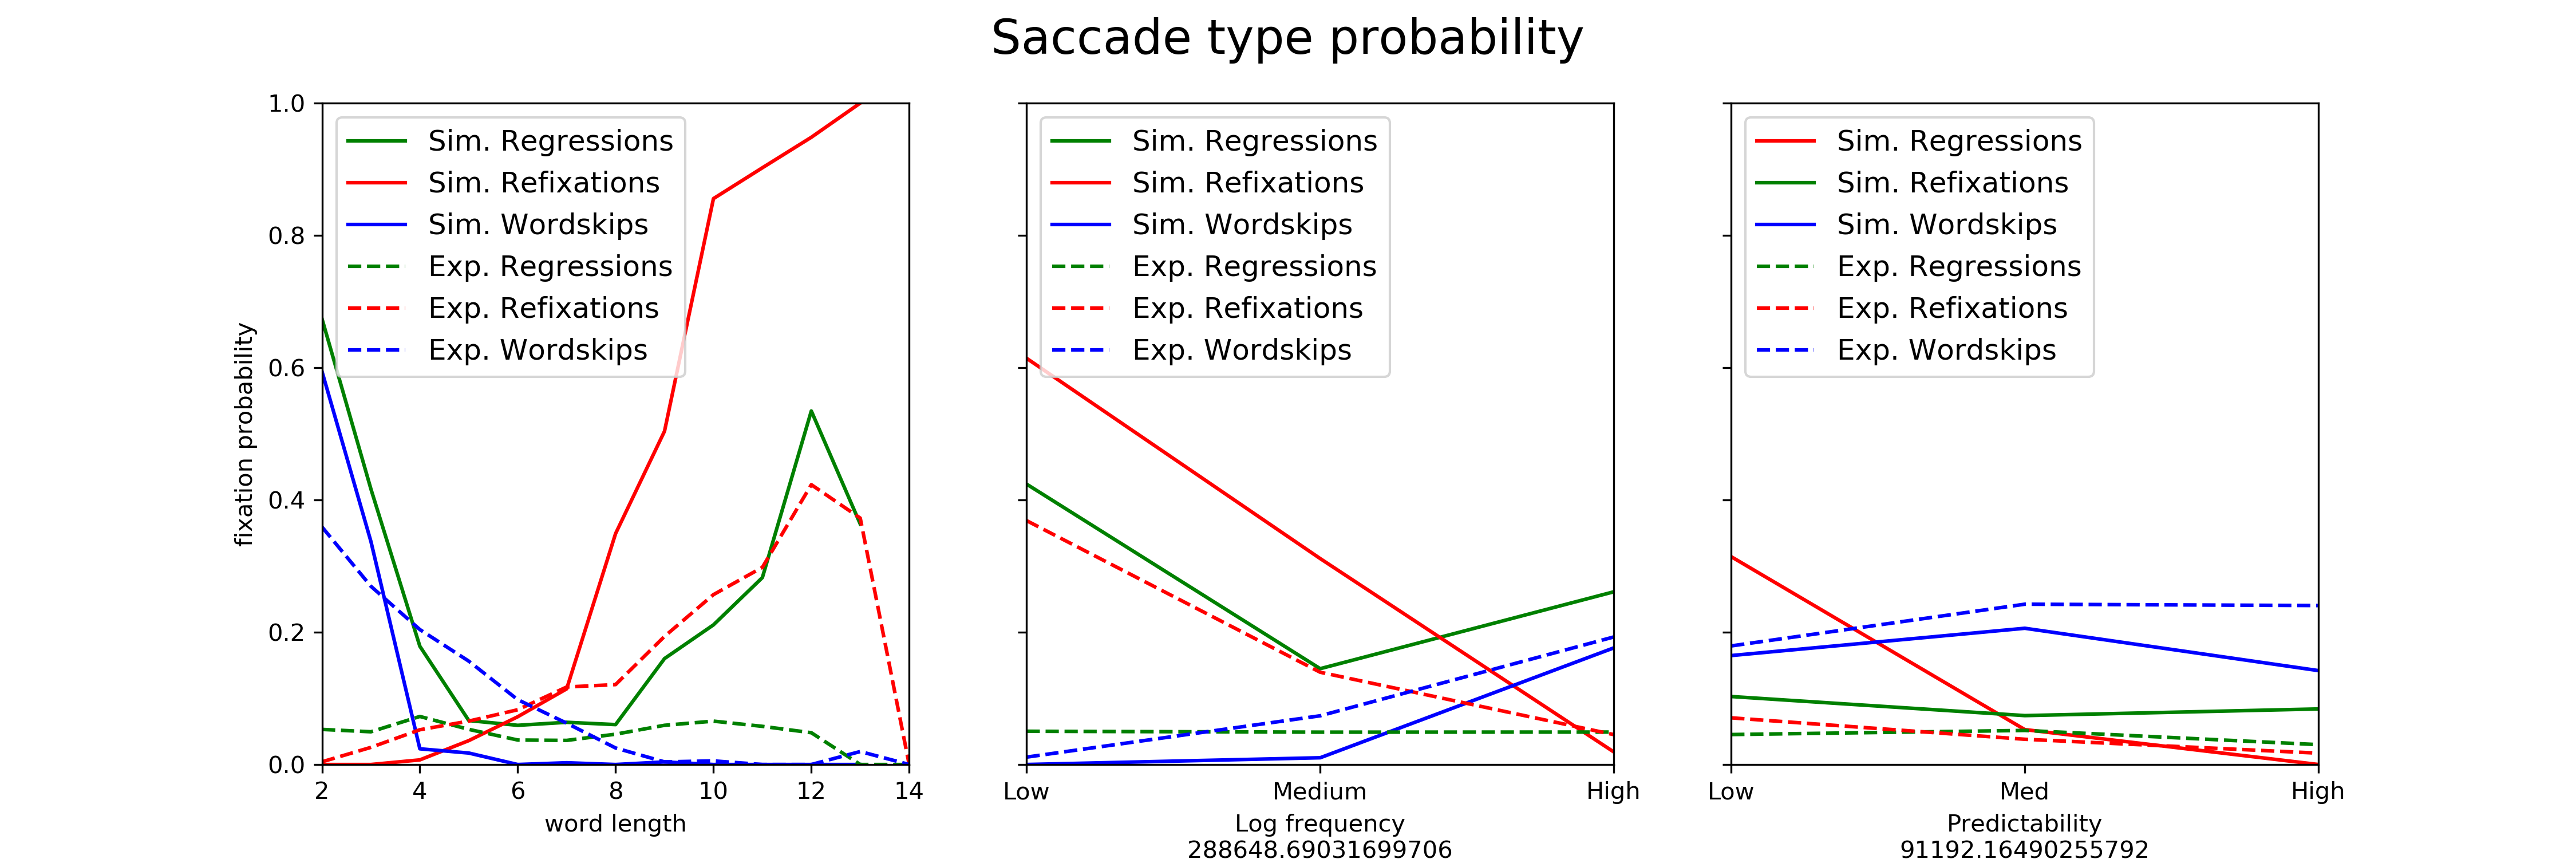 Saccade type probability
fixation probability
1.0
0.8
0.6
0.4
0.2
0.0
Sim. Regressions
Sim. Refixations
Sim. Wordskips
Exp. Regressions
Exp. Refixations
Exp. Wordskips
2 4 6 8 10 12 14
word length
Sim. Regressions
Sim. Refixations
Sim. Wordskips
Exp. Regressions
Exp. Refixations
Exp. Wordskips
Low Medium High
Log frequency
288648.69031699706
Sim. Regressions
Sim. Refixations
Sim. Wordskips
Exp. Regressions
Exp. Refixations
Exp. Wordskips
Low Med High
Predictability
91192.16490255792